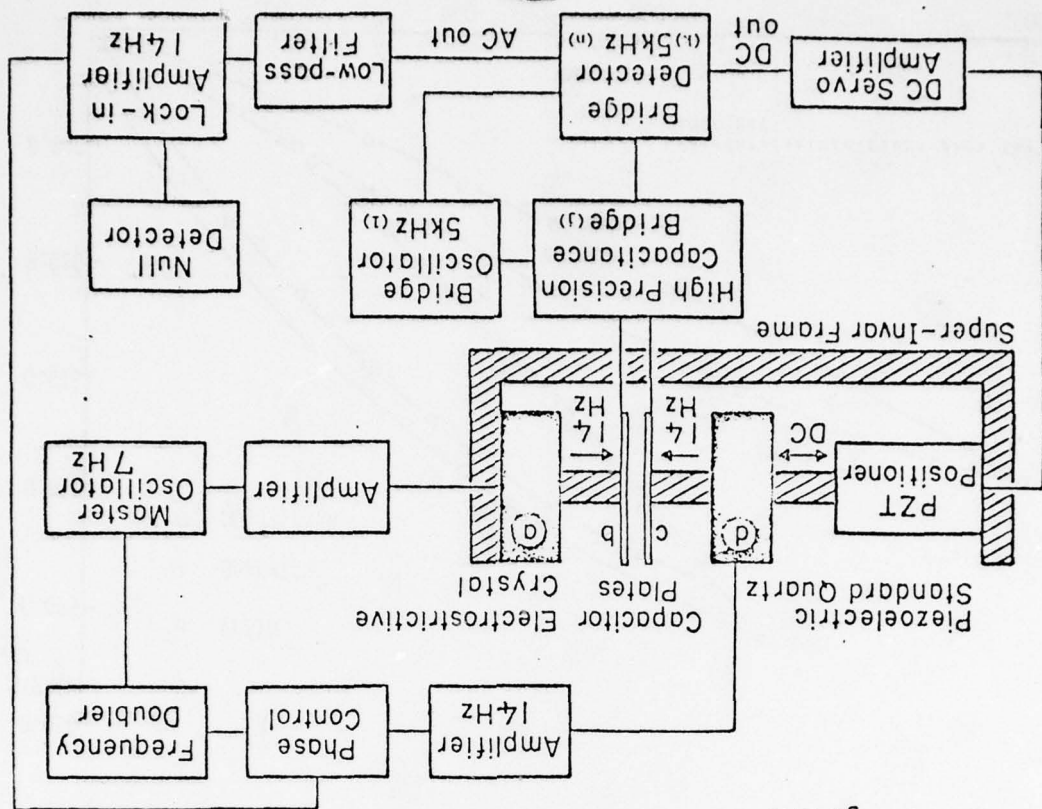 Amplifier
14Hz
Phase
Control
Frequency
Doubler
Piezoelectric
Standard Quartz
Capacitor
Plates
Electrostrictive
Crystal
d
c
b
a
PZT
Positioner
DC
14
Hz
14
Hz
Amplifier
Master
Oscillator
7Hz
Super-Invar Frame
High Precision
Capacitance
Bridge(J)
Bridge
Oscillator
5kHz(1)
Null
Detector
DC Servo
Amplifier
DC
out
Bridge
Detector
5kHz
AC out
Low-pass
Filter
Lock-in
Amplifier
14Hz